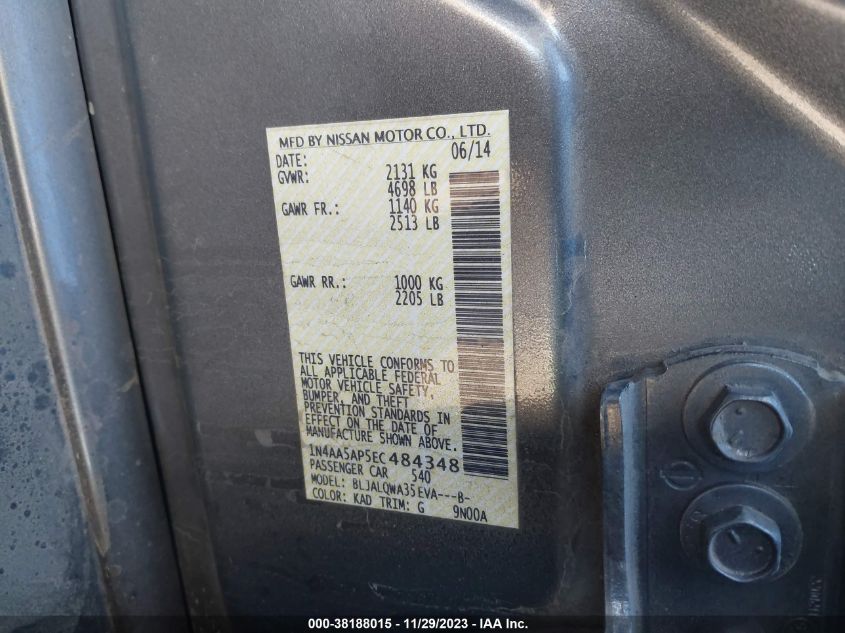 MFD BY NISSAN MOTOR CO., LTD.
DATE: 06/14
GVWR: 2131 KG
4698 LB
GAWR FR.: 1140 KG
2513 LB
GAWR RR.: 1000 KG
2205 LB
THIS VEHICLE CONFORMS TO
ALL APPLICABLE FEDERAL
MOTOR VEHICLE SAFETY,
BUMPER, AND THEFT
PREVENTION STANDARDS IN
EFFECT ON THE DATE OF
MANUFACTURE SHOWN ABOVE.
1N4AA5AP5EC484348
PASSENGER CAR 540
MODEL: BLJALQWA35EVA---B-
COLOR: KAD TRIM: G 9N00A
000-38188015 - 11/29/2023 - IAA Inc.